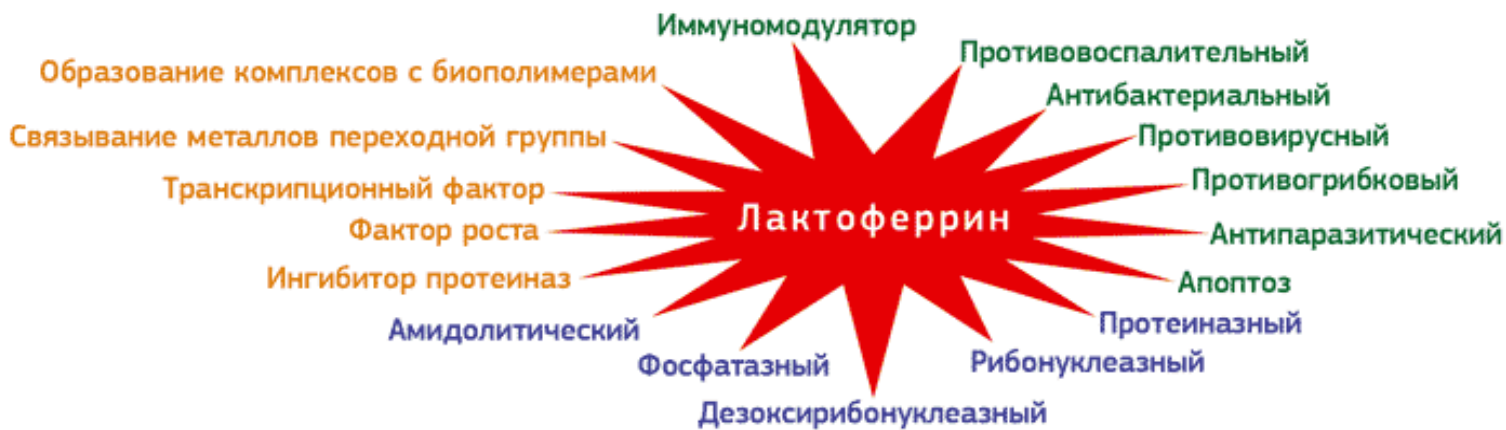 Иммуномодулятор
Противовоспалительный
Образование комплексов с биополимерами
Антибактериальный
Связывание металлов переходной группы
Противовирусный
Транскрипционный фактор
Противогрибковый
Лактоферрин
Фактор роста
Антипаразитический
Ингибитор протеиназ
Апоптоз
Амидолитический
Протеиназный
Фосфатазный
Рибонуклеазный
Дезоксирибонуклеазный